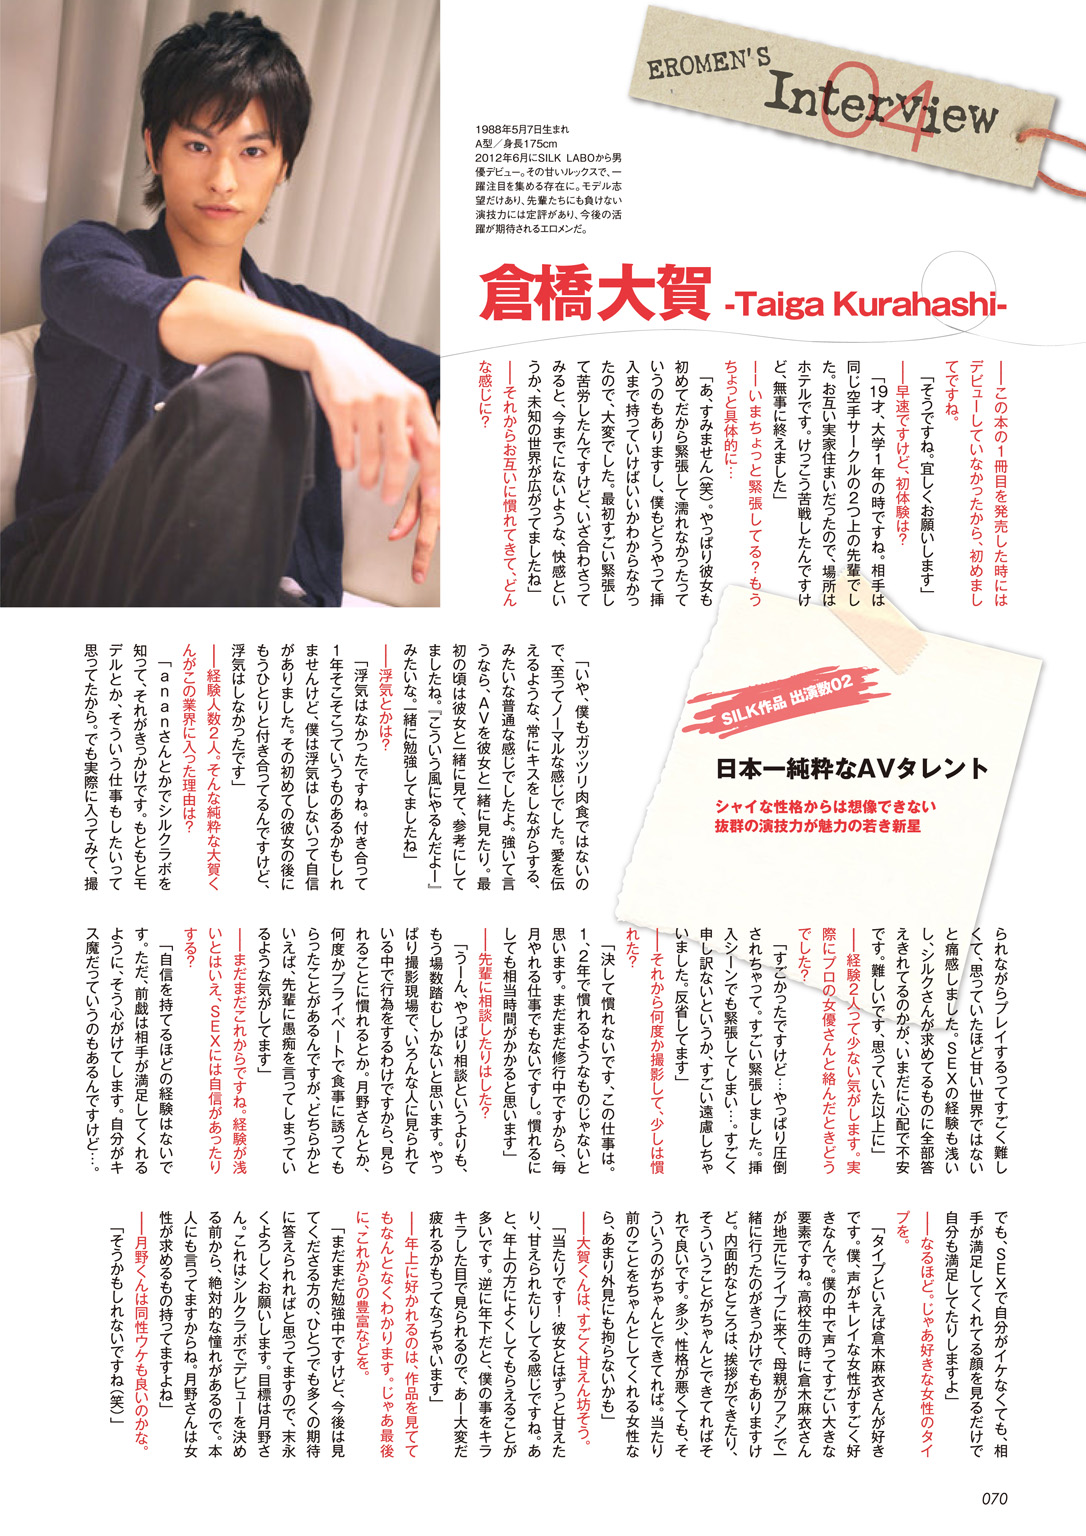 EROMEN'S
Interview
04
1988年5月7日生まれ
A型／身長175cm
2012年6月にSILK LABOから男
優デビュー。その甘いルックスで、一
躍注目を集める存在に。モデル志
望だけあり、先輩たちにも負けない
演技力には定評があり、今後の活
躍が期待されるエロメンだ。
倉橋大賀 -Taiga Kurahashi-
――この本の1冊目を発売した時には
デビューしていなかったから、初めまし
てですね。
「そうですね。宜しくお願いします」
――早速ですけど、初体験は？
「19才、大学1年の時ですね。相手は
同じ空手サークルの2つ上の先輩でし
た。お互い実家住まいだったので、場所は
ホテルです。けっこう苦戦したんですけ
ど、無事に終えました」
――いまちょっと緊張してる？もう
ちょっと具体的に…
「あ、すみません（笑）。やっぱり彼女も
初めてだから緊張して濡れなかったって
いうのもありますし、僕もどうやって挿
入まで持っていけばいいかわからなかっ
たので、大変でした。最初すごい緊張し
て苦労したんですけど、いざ合わさって
みると、今までにないような、快感とい
うか、未知の世界が広がってましたね」
――それからお互いに慣れてきて、どん
な感じに？
「いや、僕もガッツリ肉食ではないの
で、至ってノーマルな感じでした。愛を伝
えるような、常にキスをしながらする、
みたいな普通な感じでしたよ。強いて言
うなら、AVを彼女と一緒に見たり。最
初の頃は彼女と一緒に見て、参考にして
ましたね。『こういう風にやるんだよー』
みたいな。一緒に勉強してましたね」
――浮気とかは？
「浮気はなかったですね。付き合って
1年そこそこっていうものあるかもしれ
ませんけど、僕は浮気はしないって自信
がありました。その初めての彼女の後に
もうひとりと付き合ってるんですけど、
浮気はしなかったです」
――経験人数2人。そんな純粋な大賀く
んがこの業界に入った理由は？
「ananさんとかでシルクラボを
知って、それがきっかけです。もともとモ
デルとか、そういう仕事もしたいって
思ってたから。でも実際に入ってみて、撮
SILK作品 出演数02
日本一純粋なAVタレント
シャイな性格からは想像できない
抜群の演技力が魅力の若き新星
られながらプレイするってすごく難し
くて、思っていたほど甘い世界ではない
と痛感しました。SEXの経験も浅い
し、シルクさんが求めてるものに全部答
えきれてるのかが、いまだに心配で不安
です。難しいです、思っていた以上に」
――経験2人って少ない気がします。実
際にプロの女優さんと絡んだときどう
でした？
「すごかったですけど…やっぱり圧倒
されちゃって。すごい緊張しました。挿
入シーンでも緊張してしまい…。すごく
申し訳ないというか、すごい遠慮しちゃ
いました。反省してます」
――それから何度か撮影して、少しは慣
れた？
「決して慣れないです、この仕事は。
1、2年で慣れるようなものじゃないと
思います。まだまだ修行中ですから、毎
月やれる仕事でもないですし。慣れるに
しても相当時間がかかると思います」
――先輩に相談したりはした？
「うーん、やっぱり相談というよりも、
もう場数踏むしかないと思います。やっ
ぱり撮影現場で、いろんな人に見られて
いる中で行為をするわけですから、見ら
れることに慣れるとか。月野さんとか、
何度かプライベートで食事に誘っても
らったことがあるんですが、どちらかと
いえば、先輩に愚痴を言ってしまってい
るような気がしてます」
――まだまだこれからですね。経験が浅
いとはいえ、SEXには自信があったり
する？
「自信を持てるほどの経験はないで
す。ただ、前戯は相手が満足してくれる
ように、そう心がけてします。自分がキ
ス魔だっていうのもあるんですけど…。
でも、SEXで自分がイケなくても、相
手が満足してくれてる顔を見るだけで
自分も満足してたりしますよ」
――なるほど。じゃあ好きな女性のタイ
プを。
「タイプといえば倉木麻衣さんが好き
です。僕、声がキレイな女性がすごく好
きなんで。僕の中で声ってすごい大きな
要素ですね。高校生の時に倉木麻衣さん
が地元にライブに来て、母親がファンで一
緒に行ったのがきっかけでもありますけ
ど。内面的なところは、挨拶ができたり、
そういうことがちゃんとできてればそ
れで良いです。多少、性格が悪くても、そ
ういうのがちゃんとできてれば。当たり
前のことをちゃんとしてくれる女性な
ら、あまり外見にも拘らないかも」
――大賀くんは、すごく甘えん坊そう。
「当たりです！彼女とはずっと甘えた
り、甘えられたりしてる感じですね。あ
と、年上の方によくしてもらえることが
多いです。逆に年下だと、僕の事をキラ
キラした目で見られるので、あー大変だ
疲れるかもってなっちゃいます」
――年上に好かれるのは、作品を見てて
もなんとなくわかります。じゃあ最後
に、これからの豊富などを。
「まだまだ勉強中ですけど、今後は見
てくださる方の、ひとつでも多くの期待
に答えられればと思ってますので、末永
くよろしくお願いします。目標は月野さ
ん。これはシルクラボでデビューを決め
る前から、絶対的な憧れがあるので。本
人にも言ってますからね。月野さんは女
性が求めるもの持ってますよね」
――月野くんは同性ウケも良いのかな。
「そうかもしれないですね（笑）」
070